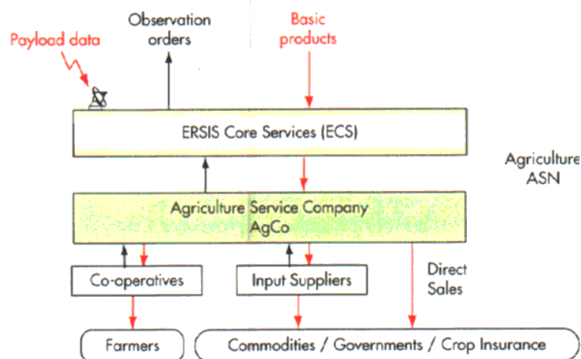 Observation
orders
Basic
products
Payload data
ERSIS Core Services (ECS)
Agriculture
ASN
Agriculture Service Company
AgCo
Co-operatives
Input Suppliers
Direct
Sales
Farmers
Commodities / Governments / Crop Insurance